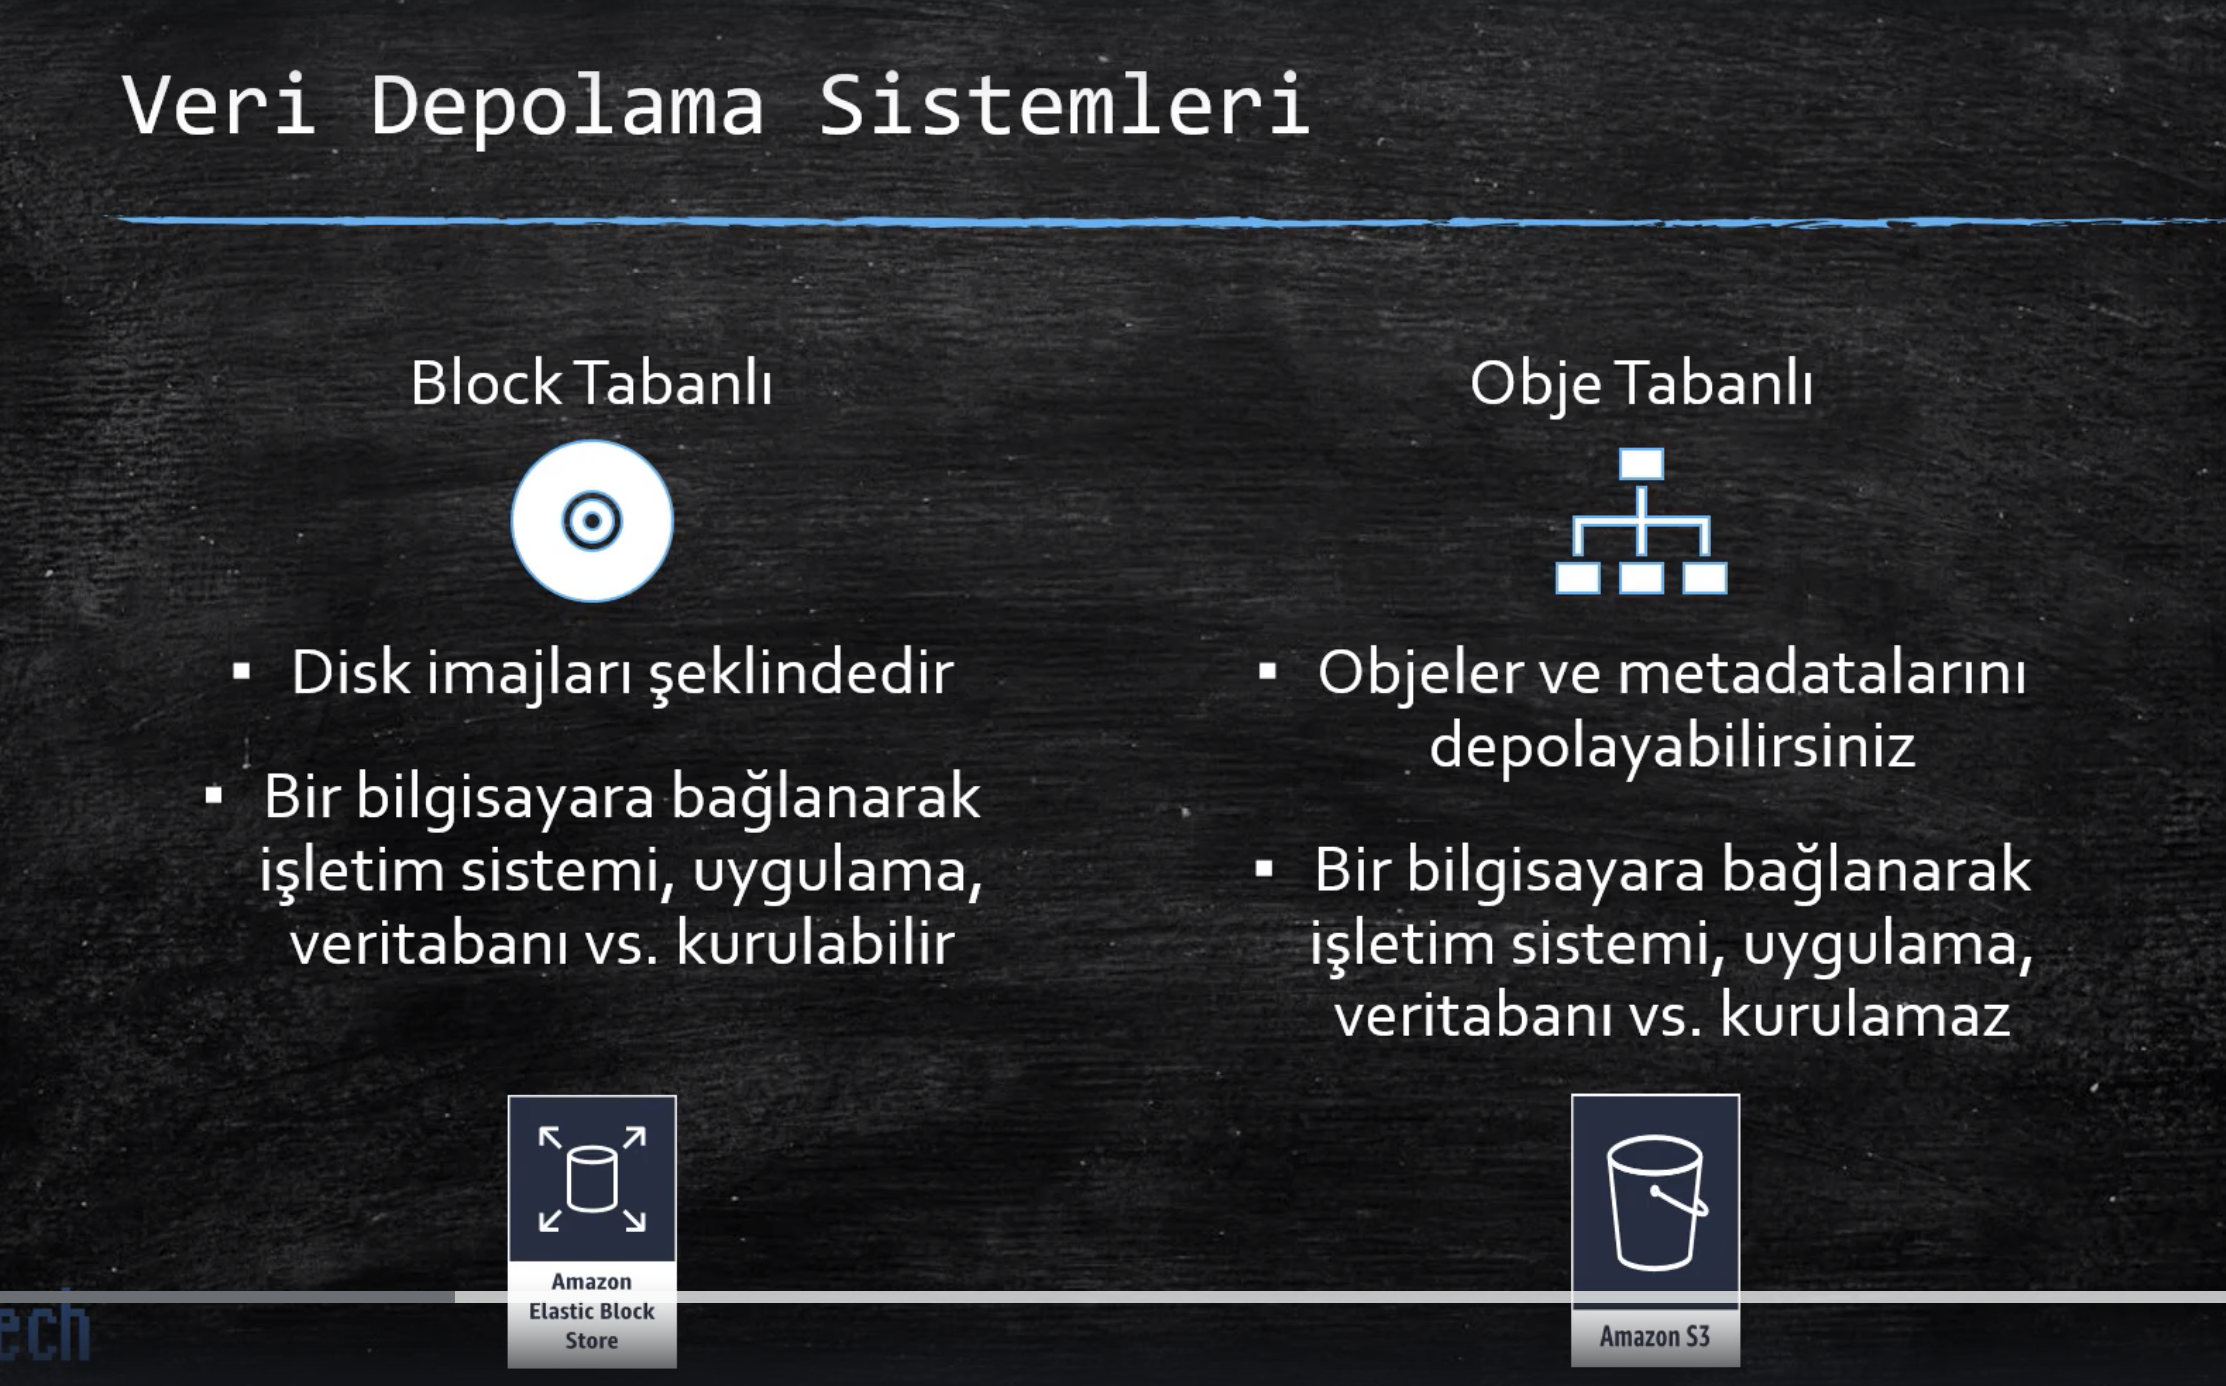 Veri Depolama Sistemleri
Block Tabanlı
▪ Disk imajları şeklindedir
▪ Bir bilgisayara bağlanarak
işletim sistemi, uygulama,
veritabanı vs. kurulabilir
Amazon
Elastic Block
Store
Obje Tabanlı
▪ Objeler ve metadatalarını
depolayabilirsiniz
▪ Bir bilgisayara bağlanarak
işletim sistemi, uygulama,
veritabanı vs. kurulamaz
Amazon S3
ech